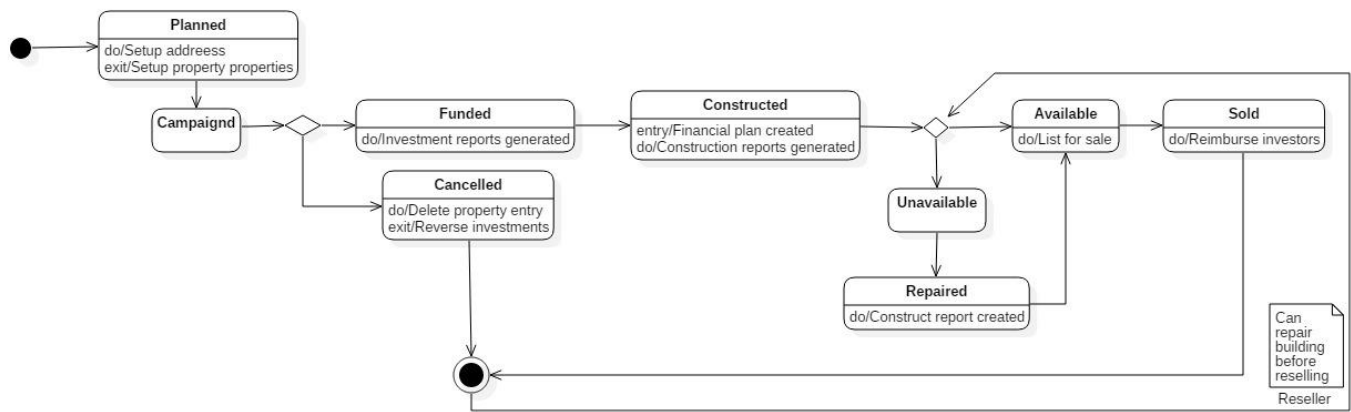 Planned
do/Setup addreess
exit/Setup property properties
Campaignd
Funded
do/Investment reports generated
Cancelled
do/Delete property entry
exit/Reverse investments
Constructed
entry/Financial plan created
do/Construction reports generated
Unavailable
Repaired
do/Construct report created
Available
do/List for sale
Sold
do/Reimburse investors
Can
repair
building
before
reselling
Reseller